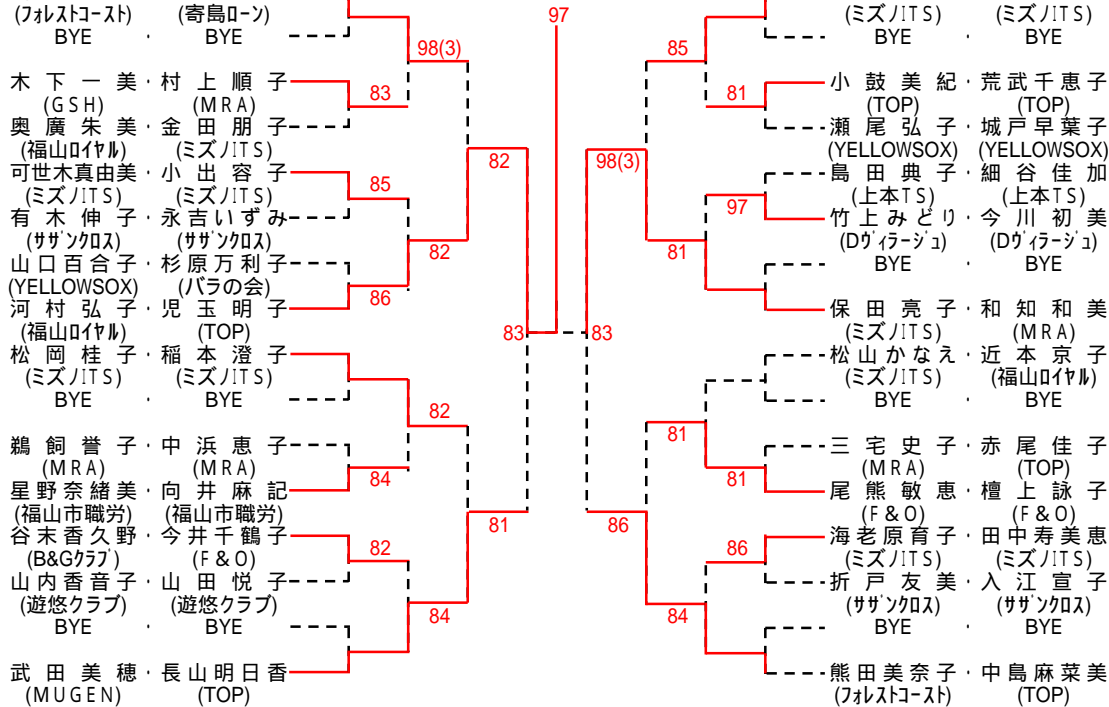 (フォレストコースト) (寄島ローン)
BYE ・ BYE
98(3)
木下一美・村上順子
(GSH) (MRA)
83
奥廣朱美・金田朋子
(福山ロイヤル) (ミズノITS)
82
可世木真由美・小出容子
(ミズノITS) (ミズノITS)
85
有木伸子・永吉いずみ
(サザンクロス) (サザンクロス)
82
山口百合子・杉原万利子
(YELLOWSOX) (バラの会)
86
河村弘子・児玉明子
(福山ロイヤル) (TOP)
83
松岡桂子・稲本澄子
(ミズノITS) (ミズノITS)
BYE ・ BYE
82
鵜飼誉子・中浜恵子
(MRA) (MRA)
84
星野奈緒美・向井麻記
(福山市職労) (福山市職労)
81
谷末香久野・今井千鶴子
(B&Gクラブ) (F&O)
82
山内香音子・山田悦子
(遊悠クラブ) (遊悠クラブ)
84
BYE ・ BYE
武田美穂・長山明日香
(MUGEN) (TOP)
97
(ミズノITS) (ミズノITS)
BYE ・ BYE
85
小鼓美紀・荒武千恵子
(TOP) (TOP)
81
瀬尾弘子・城戸早葉子
(YELLOWSOX) (YELLOWSOX)
98(3)
島田典子・細谷佳加
(上本TS) (上本TS)
97
竹上みどり・今川初美
(Dヴィラージュ) (Dヴィラージュ)
81
BYE ・ BYE
保田亮子・和知和美
(ミズノITS) (MRA)
83
松山かなえ・近本京子
(ミズノITS) (福山ロイヤル)
BYE ・ BYE
81
三宅史子・赤尾佳子
(MRA) (TOP)
81
尾熊敏恵・檀上詠子
(F&O) (F&O)
86
海老原育子・田中寿美恵
(ミズノITS) (ミズノITS)
86
折戸友美・入江宣子
(サザンクロス) (サザンクロス)
84
BYE ・ BYE
熊田美奈子・中島麻菜美
(フォレストコースト) (TOP)